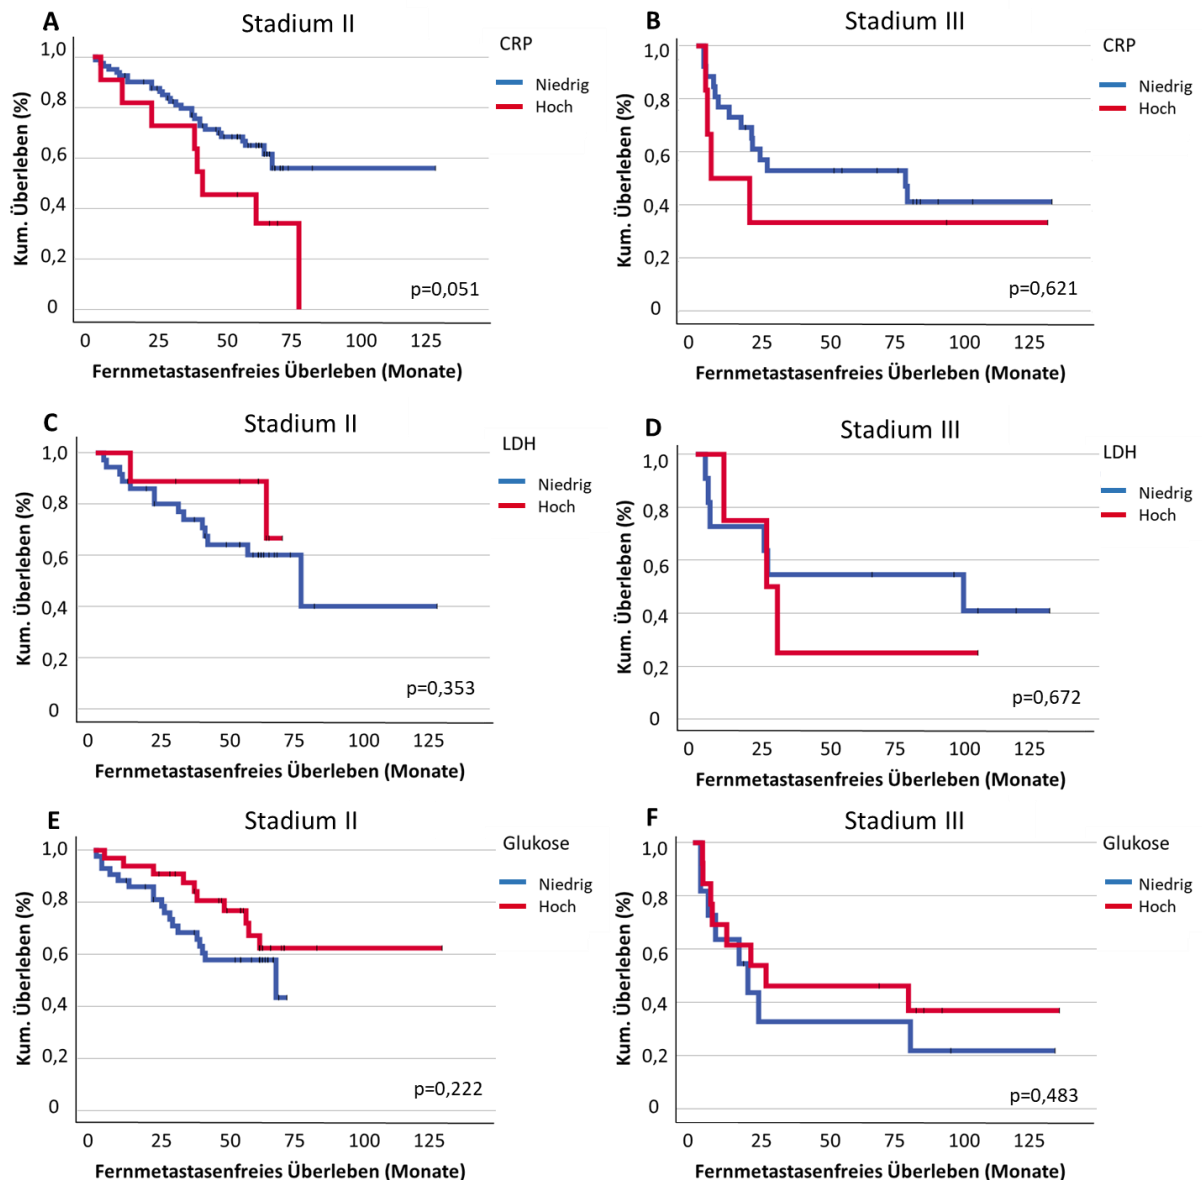 A
Stadium II
CRP
Niedrig
Hoch
Kum. Überleben (%)
1,0
0,8
0,6
0,4
0,2
0
p=0,051
0 25 50 75 100 125
Fernmetastasenfreies Überleben (Monate)
B
Stadium III
CRP
Niedrig
Hoch
Kum. Überleben (%)
1,0
0,8
0,6
0,4
0,2
0
p=0,621
0 25 50 75 100 125
Fernmetastasenfreies Überleben (Monate)
C
Stadium II
LDH
Niedrig
Hoch
Kum. Überleben (%)
1,0
0,8
0,6
0,4
0,2
0
p=0,353
0 25 50 75 100 125
Fernmetastasenfreies Überleben (Monate)
D
Stadium III
LDH
Niedrig
Hoch
Kum. Überleben (%)
1,0
0,8
0,6
0,4
0,2
0
p=0,672
0 25 50 75 100 125
Fernmetastasenfreies Überleben (Monate)
E
Stadium II
Glukose
Niedrig
Hoch
Kum. Überleben (%)
1,0
0,8
0,6
0,4
0,2
0
p=0,222
0 25 50 75 100 125
Fernmetastasenfreies Überleben (Monate)
F
Stadium III
Glukose
Niedrig
Hoch
Kum. Überleben (%)
1,0
0,8
0,6
0,4
0,2
0
p=0,483
0 25 50 75 100 125
Fernmetastasenfreies Überleben (Monate)